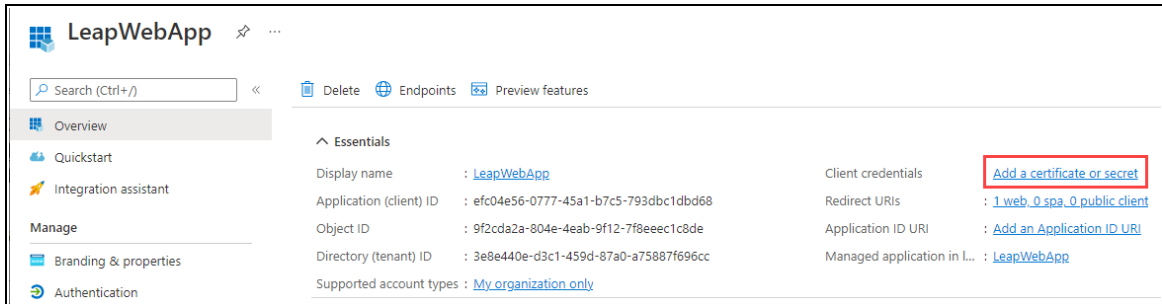 LeapWebApp ...
Search (Ctrl+/) «
Overview
Quickstart
Integration assistant
Manage
Branding & properties
Authentication
Delete Endpoints Preview features
Essentials
Display name : LeapWebApp
Application (client) ID : efc04e56-0777-45a1-b7c5-793dbc1dbd68
Object ID : 9f2cda2a-804e-4eab-9f12-7f8eeec1c8de
Directory (tenant) ID : 3e8e440e-d3c1-459d-87a0-a75887f696cc
Supported account types : My organization only
Client credentials Add a certificate or secret
Redirect URIs : 1 web, 0 spa, 0 public client
Application ID URI : Add an Application ID URI
Managed application in l... : LeapWebApp